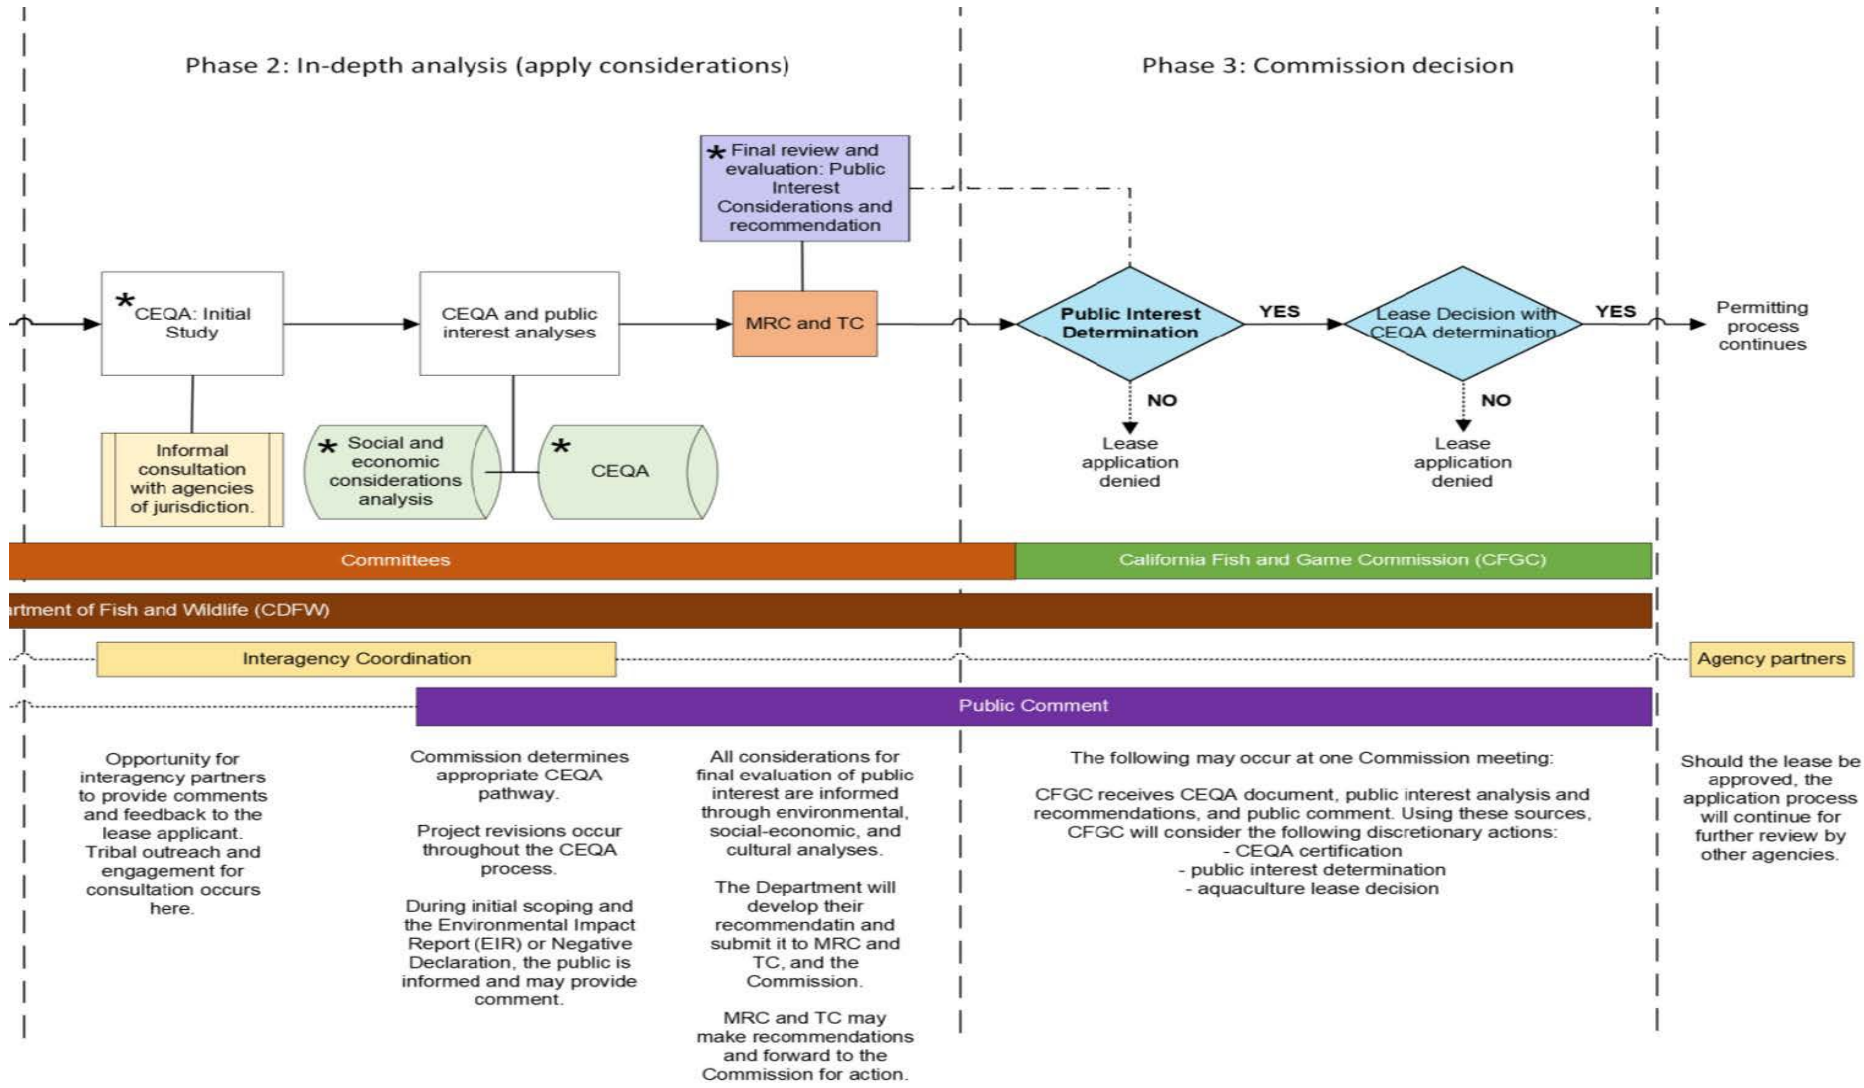 Phase 2: In-depth analysis (apply considerations)
Phase 3: Commission decision
* Final review and
evaluation: Public
Interest
Considerations and
recommendation
* CEQA: Initial
Study
CEQA and public
interest analyses
MRC and TC
Public Interest
Determination
YES
Lease Decision with
CEQA determination
YES
Permitting
process
continues
NO
NO
Lease
application
denied
Lease
application
denied
Informal
consultation
with agencies
of jurisdiction.
* Social and
economic
considerations
analysis
*
CEQA
Committees
California Fish and Game Commission (CFGC)
artment of Fish and Wildlife (CDFW)
Interagency Coordination
Agency partners
Public Comment
Opportunity for
interagency partners
to provide comments
and feedback to the
lease applicant.
Tribal outreach and
engagement for
consultation occurs
here.
Commission determines
appropriate CEQA
pathway.
Project revisions occur
throughout the CEQA
process.
During initial scoping and
the Environmental Impact
Report (EIR) or Negative
Declaration, the public is
informed and may provide
comment.
All considerations for
final evaluation of public
interest are informed
through environmental,
social-economic, and
cultural analyses.
The Department will
develop their
recommendatin and
submit it to MRC and
TC, and the
Commission.
MRC and TC may
make recommendations
and forward to the
Commission for action.
The following may occur at one Commission meeting:
CFGC receives CEQA document, public interest analysis and
recommendations, and public comment. Using these sources,
CFGC will consider the following discretionary actions:
- CEQA certification
- public interest determination
- aquaculture lease decision
Should the lease be
approved, the
application process
will continue for
further review by
other agencies.